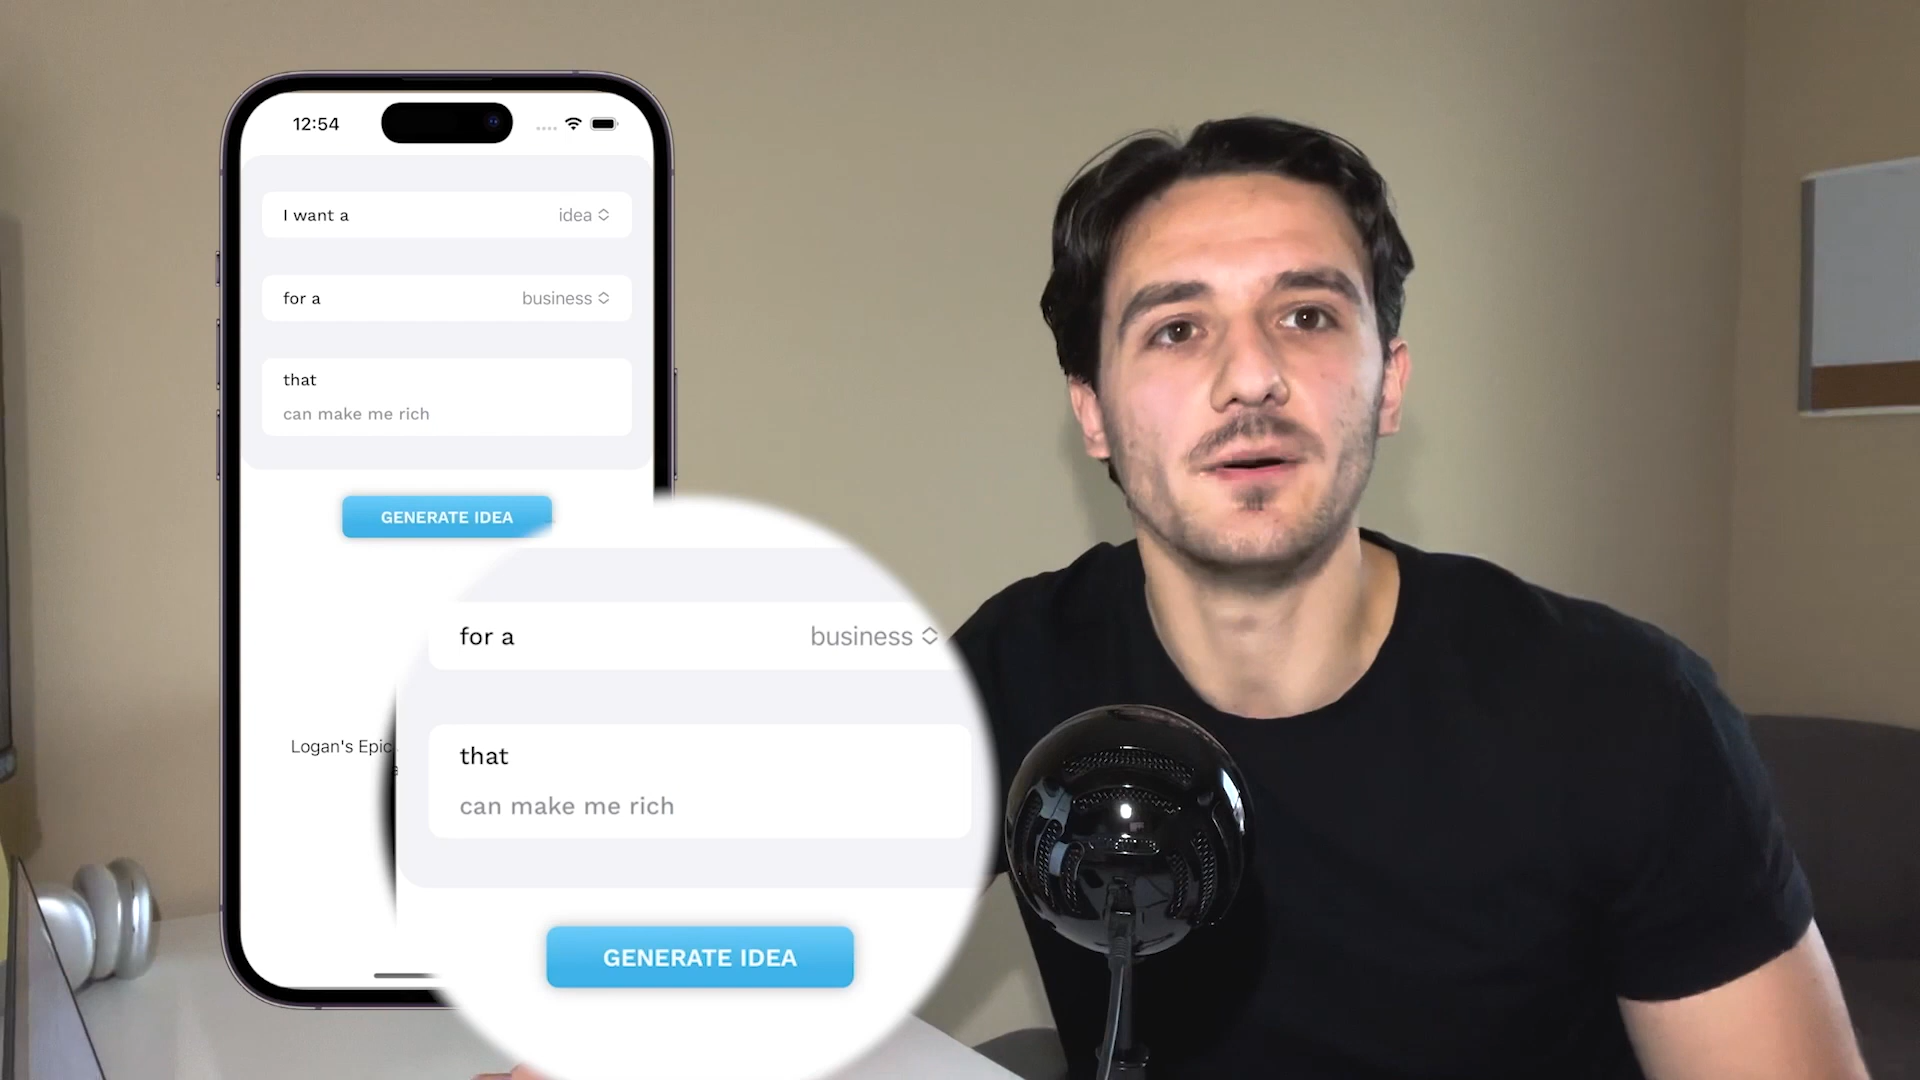 12:54
I want a
idea
for a
business
that
can make me rich
GENERATE IDEA
Logan's Epic
for a
business
that
can make me rich
GENERATE IDEA